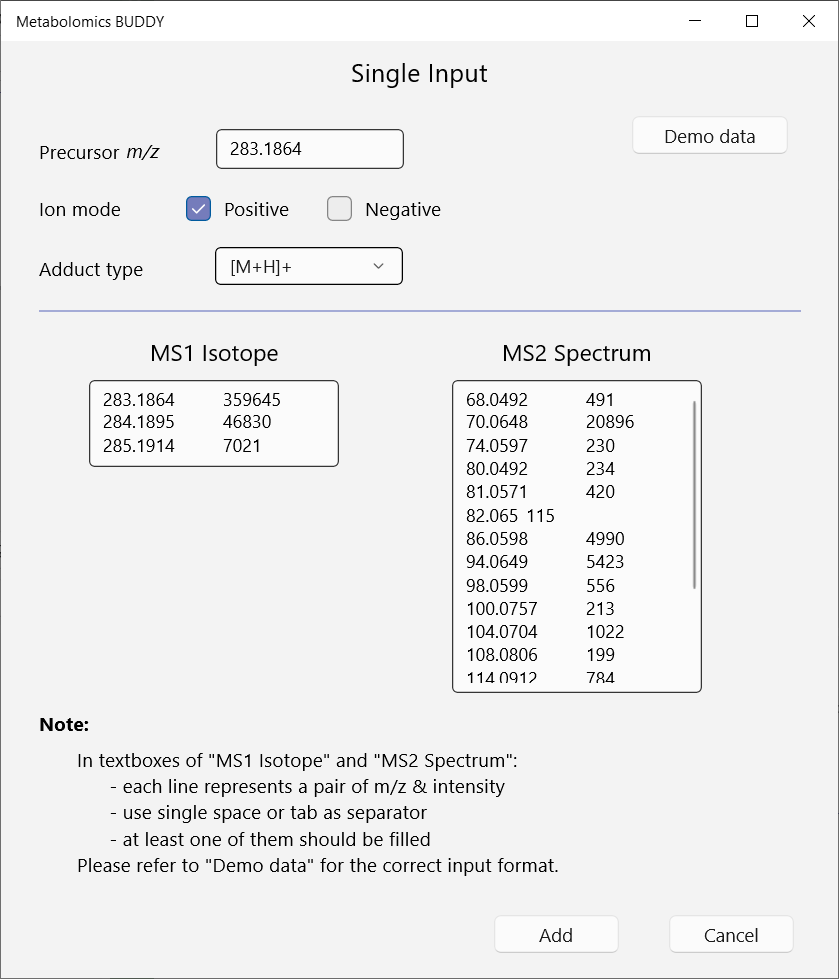 Metabolomics BUDDY
Single Input
Precursor m/z 283.1864
Demo data
Ion mode Positive Negative
Adduct type [M+H]+
MS1 Isotope
283.1864 359645
284.1895 46830
285.1914 7021
MS2 Spectrum
68.0492 491
70.0648 20896
74.0597 230
80.0492 234
81.0571 420
82.065 115
86.0598 4990
94.0649 5423
98.0599 556
100.0757 213
104.0704 1022
108.0806 199
114.0912 784
Note:
In textboxes of "MS1 Isotope" and "MS2 Spectrum":
- each line represents a pair of m/z & intensity
- use single space or tab as separator
- at least one of them should be filled
Please refer to "Demo data" for the correct input format.
Add Cancel